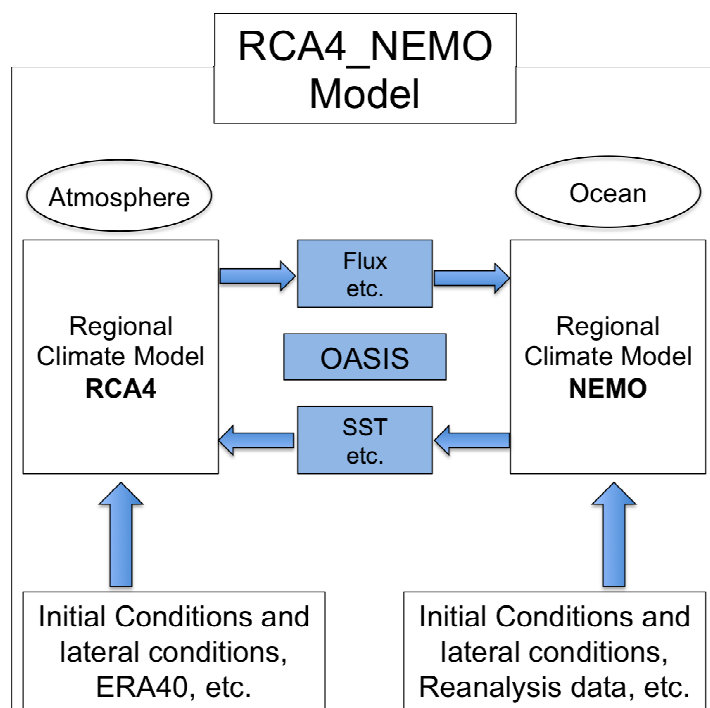 RCA4_NEMO
Model
Atmosphere
Ocean
Flux
etc.
Regional
Climate Model
RCA4
OASIS
Regional
Climate Model
NEMO
SST
etc.
Initial Conditions and
lateral conditions,
ERA40, etc.
Initial Conditions and
lateral conditions,
Reanalysis data, etc.